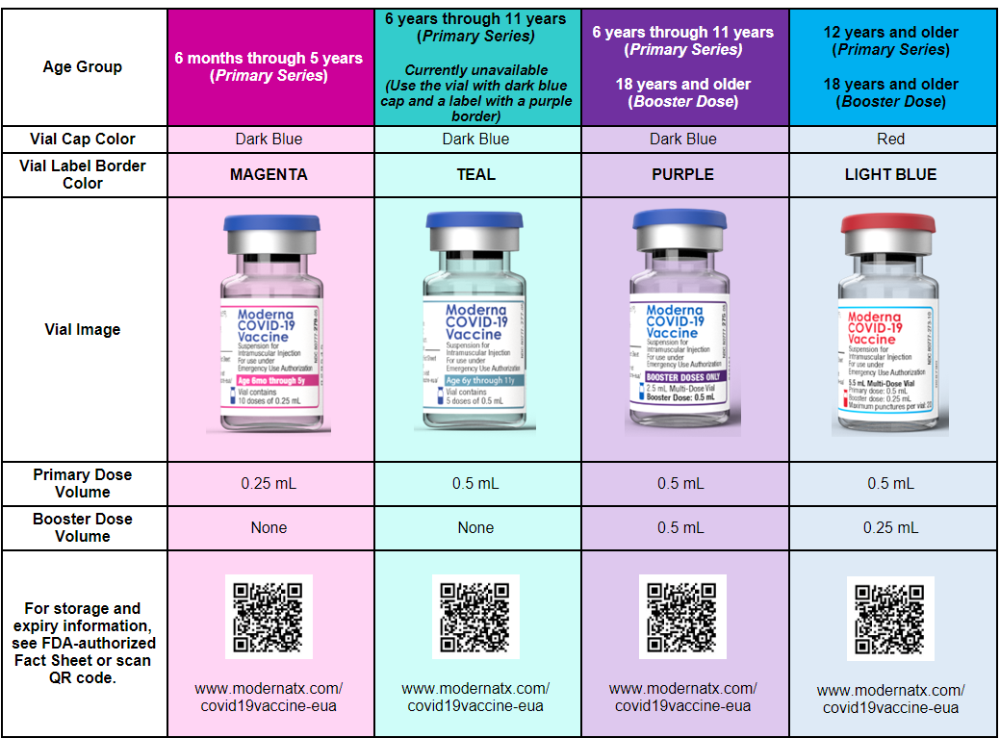 Age Group
6 months through 5 years
(Primary Series)
6 years through 11 years
(Primary Series)
Currently unavailable
(Use the vial with dark blue
cap and a label with a purple
border)
6 years through 11 years
(Primary Series)
18 years and older
(Booster Dose)
12 years and older
(Primary Series)
18 years and older
(Booster Dose)
Vial Cap Color
Dark Blue
Dark Blue
Dark Blue
Red
Vial Label Border
Color
MAGENTA
TEAL
PURPLE
LIGHT BLUE
Vial Image
Moderna
COVID-19
Vaccine
Suspension for
Intramuscular Injection
For use under
Emergency Use Authorization
Age 6mo through 5y
Vial contains
10 doses of 0.25 mL
Moderna
COVID-19
Vaccine
Suspension for
Intramuscular Injection
For use under
Emergency Use Authorization
Age 6y through 11y
Vial contains
5 doses of 0.5 mL
Moderna
COVID-19
Vaccine
Suspension for
Intramuscular Injection
For use under
Emergency Use Authorization
BOOSTER DOSES ONLY
2.5 mL Multi-Dose Vial
Booster Dose: 0.5 mL
Moderna
COVID-19
Vaccine
Suspension for
Intramuscular Injection
For use under
Emergency Use Authorization
5.5 mL Multi-Dose Vial
Primary dose: 0.5 mL
Booster dose: 0.25 mL
Maximum punctures per vial: 20
NDC 80777-273-10
Primary Dose
Volume
0.25 mL
0.5 mL
0.5 mL
0.5 mL
Booster Dose
Volume
None
None
0.5 mL
0.25 mL
For storage and
expiry information,
see FDA-authorized
Fact Sheet or scan
QR code.
www.modernatx.com/
covid19vaccine-eua
www.modernatx.com/
covid19vaccine-eua
www.modernatx.com/
covid19vaccine-eua
www.modernatx.com/
covid19vaccine-eua